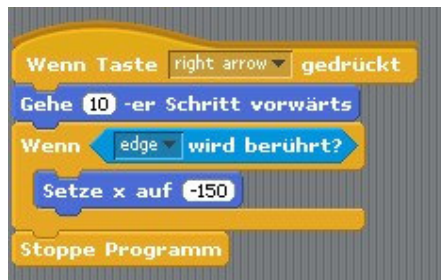 Wenn Taste right arrow gedrückt
Gehe 10 -er Schritt vorwärts
Wenn edge wird berührt?
Setze x auf -150
Stoppe Programm